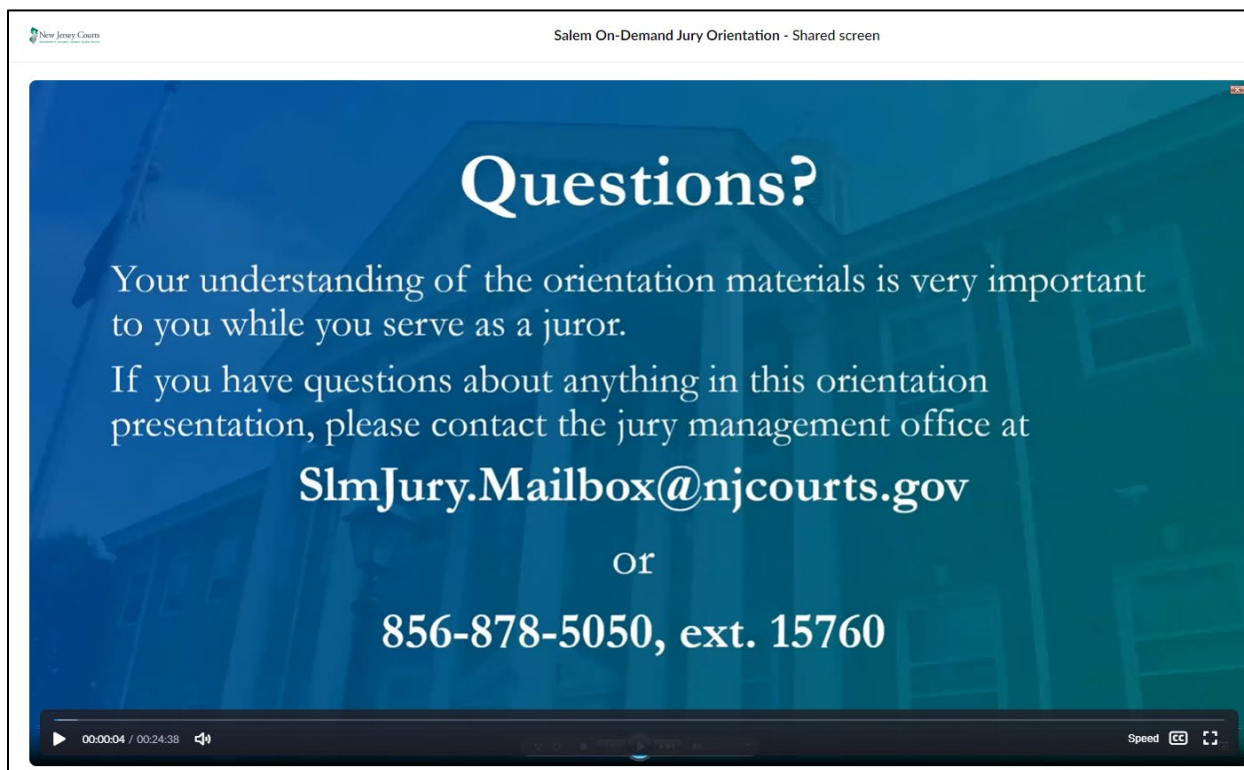 New Jersey Courts
Salem On-Demand Jury Orientation - Shared screen
Questions?
Your understanding of the orientation materials is very important
to you while you serve as a juror.
If you have questions about anything in this orientation
presentation, please contact the jury management office at
SlmJury.Mailbox@njcourts.gov
or
856-878-5050, ext. 15760
00:00:04 / 00:24:38
Speed CC